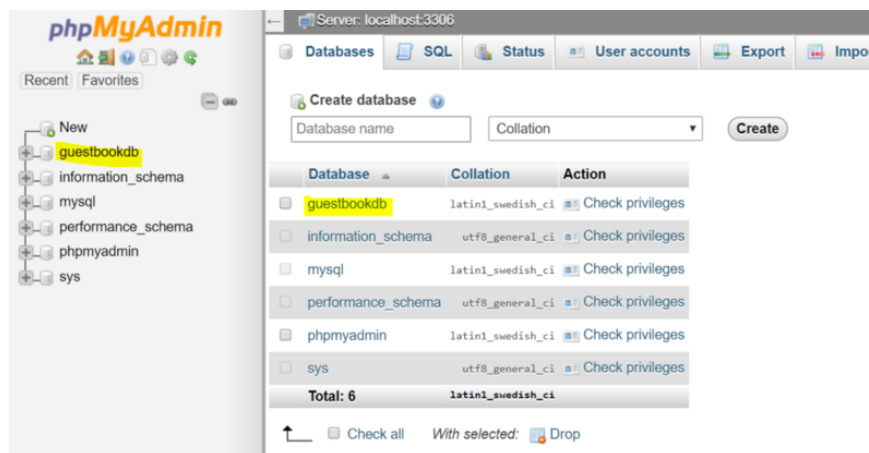 phpMyAdmin
Recent Favorites
New
guestbookdb
information_schema
mysql
performance_schema
phpmyadmin
sys
Server: localhost:3306
Databases SQL Status User accounts Export Impo
Create database
Database name Collation Create
Database Collation Action
guestbookdb latin1_swedish_ci Check privileges
information_schema utf8_general_ci Check privileges
mysql latin1_swedish_ci Check privileges
performance_schema utf8_general_ci Check privileges
phpmyadmin latin1_swedish_ci Check privileges
sys utf8_general_ci Check privileges
Total: 6 latin1_swedish_ci
Check all With selected: Drop